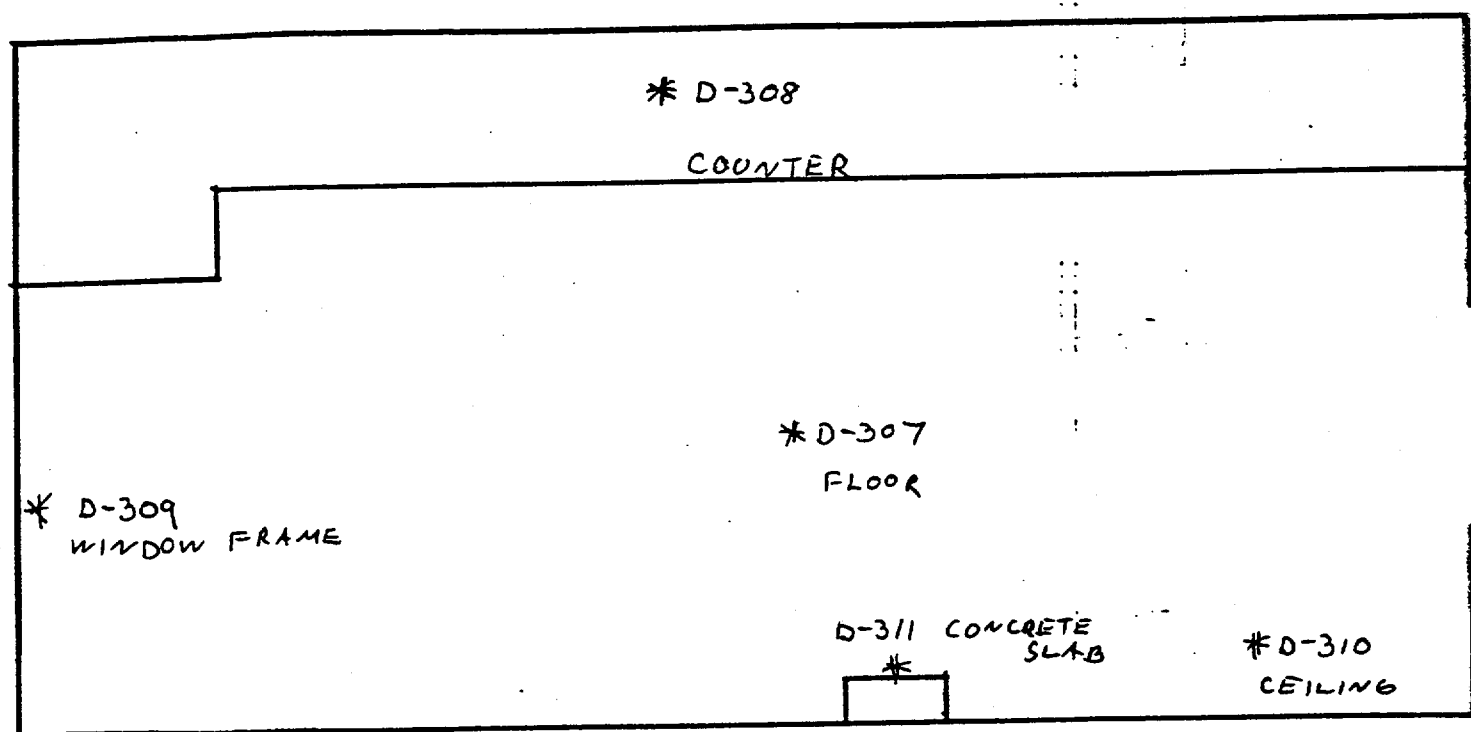 * D-308
COUNTER
* D-307
FLOOR
* D-309
WINDOW FRAME
D-311 CONCRETE
SLAB
*
* D-310
CEILING